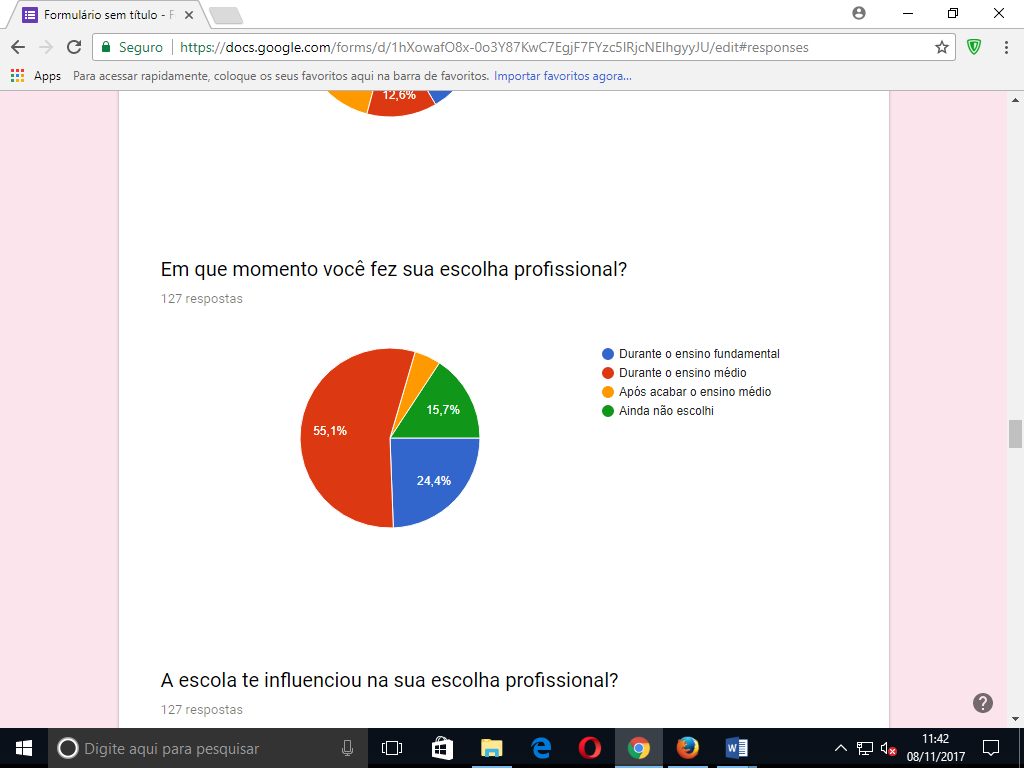 Formulário sem título - F
Seguro
https://docs.google.com/forms/d/1hXowafO8x-0o3Y87KwC7EgjF7FYzc5IRjcNEIhgyyJU/edit#responses
Apps Para acessar rapidamente, coloque os seus favoritos aqui na barra de favoritos. Importar favoritos agora...
12,6%
Em que momento você fez sua escolha profissional?
127 respostas
Durante o ensino fundamental
Durante o ensino médio
Após acabar o ensino médio
Ainda não escolhi
15,7%
55,1%
24,4%
A escola te influenciou na sua escolha profissional?
127 respostas
?
Digite aqui para pesquisar
11:42
08/11/2017